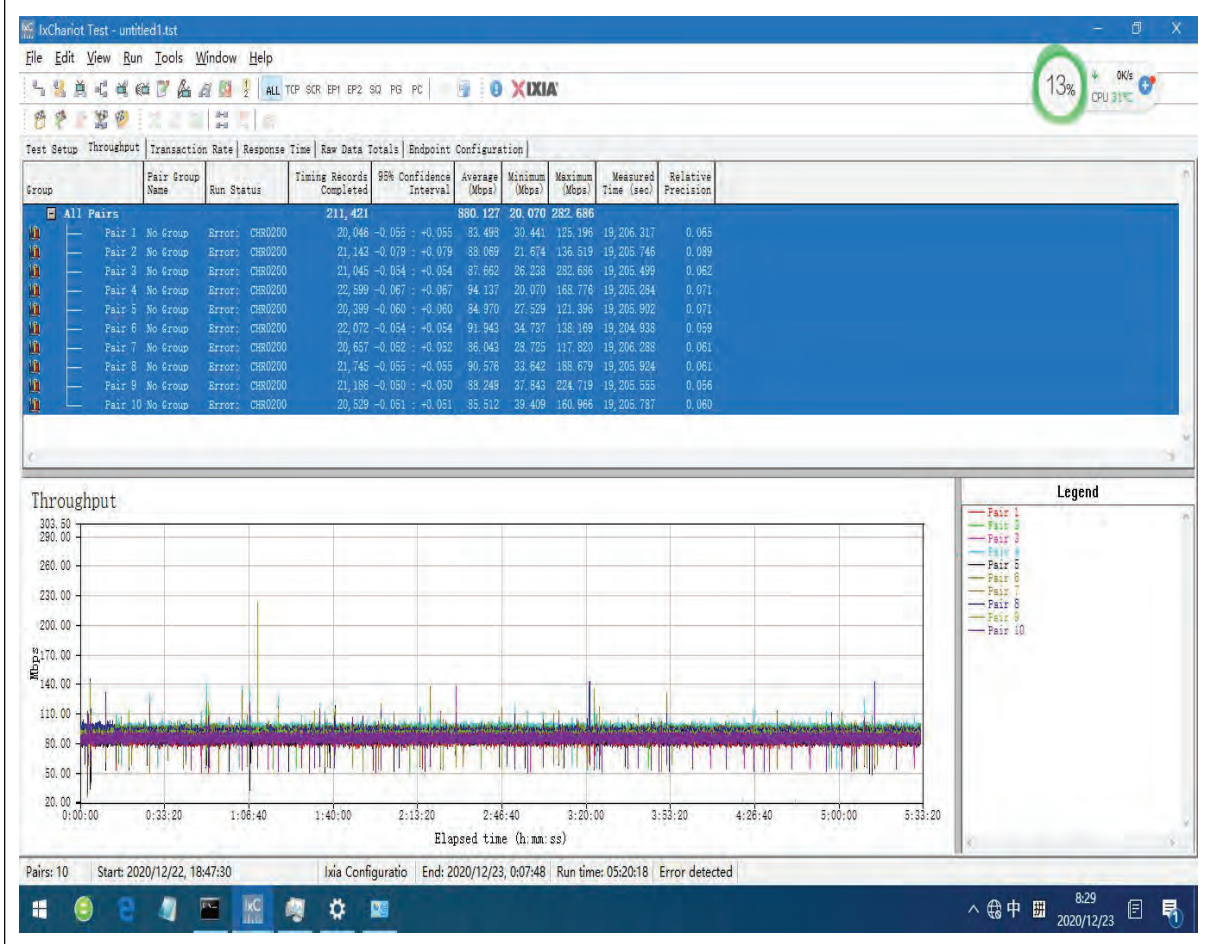 IxChariot Test - untitled1.tst
File Edit View Run Tools Window Help
ALL TCP SCR EP1 EP2 SQ PG PC XIXIA
13% 0K/s
CPU 31℃
Test Setup Throughput Transaction Rate Response Time Raw Data Totals Endpoint Configuration
Group Pair Group Name Run Status Timing Records Completed 95% Confidence Interval Average (Mbps) Minimum (Mbps) Maximum (Mbps) Measured Time (sec) Relative Precision
All Pairs 211,421 880.127 20.070 282.686
Pair 1 No Group Error: CHR0200 20,046 -0.055 : +0.055 83.498 30.441 125.196 19,206.317 0.065
Pair 2 No Group Error: CHR0200 21,143 -0.079 : +0.079 88.069 21.674 136.519 19,205.746 0.089
Pair 3 No Group Error: CHR0200 21,045 -0.054 : +0.054 87.662 26.238 282.686 19,205.499 0.062
Pair 4 No Group Error: CHR0200 22,599 -0.067 : +0.067 94.137 20.070 168.776 19,205.284 0.071
Pair 5 No Group Error: CHR0200 20,399 -0.060 : +0.060 84.970 27.529 121.396 19,205.902 0.071
Pair 6 No Group Error: CHR0200 22,072 -0.054 : +0.054 91.943 34.737 138.169 19,204.938 0.059
Pair 7 No Group Error: CHR0200 20,657 -0.052 : +0.052 86.043 28.725 117.820 19,206.288 0.061
Pair 8 No Group Error: CHR0200 21,745 -0.055 : +0.055 90.576 33.642 188.679 19,205.924 0.061
Pair 9 No Group Error: CHR0200 21,186 -0.050 : +0.050 88.248 37.843 224.719 19,205.555 0.056
Pair 10 No Group Error: CHR0200 20,529 -0.051 : +0.051 85.512 39.409 160.966 19,205.787 0.060
Throughput
303.50
290.00
260.00
230.00
200.00
170.00
140.00
110.00
80.00
50.00
20.00
Mbps
0:00:00 0:33:20 1:06:40 1:40:00 2:13:20 2:46:40 3:20:00 3:53:20 4:26:40 5:00:00 5:33:20
Elapsed time (h:mm:ss)
Legend
Pair 1
Pair 2
Pair 3
Pair 4
Pair 5
Pair 6
Pair 7
Pair 8
Pair 9
Pair 10
Pairs: 10 Start: 2020/12/22, 18:47:30 Ixia Configuratio End: 2020/12/23, 0:07:48 Run time: 05:20:18 Error detected
IxC
中
8:29
2020/12/23
1